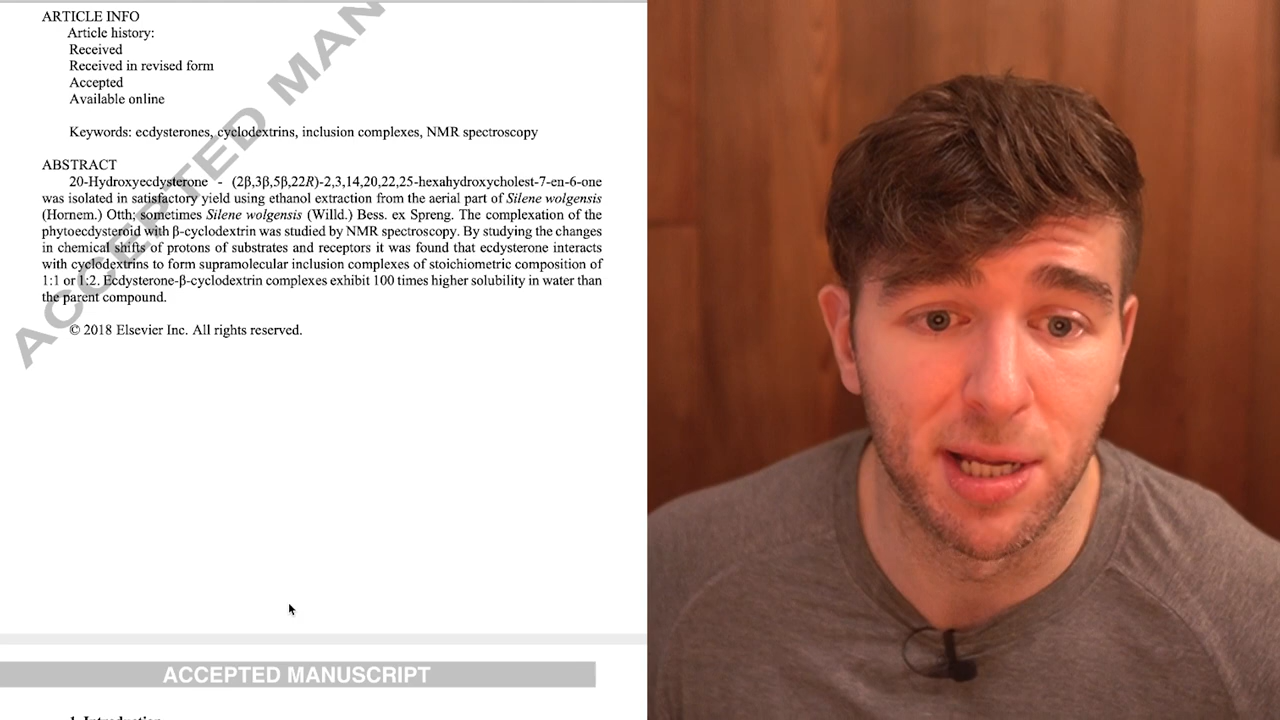 ARTICLE INFO
Article history:
Received
Received in revised form
Accepted
Available online
Keywords: ecdysterones, cyclodextrins, inclusion complexes, NMR spectroscopy
ABSTRACT
20-Hydroxyecdysterone - (2β,3β,5β,22R)-2,3,14,20,22,25-hexahydroxycholest-7-en-6-one
was isolated in satisfactory yield using ethanol extraction from the aerial part of Silene wolgensis
(Hornem.) Otth; sometimes Silene wolgensis (Willd.) Bess. ex Spreng. The complexation of the
phytoecdysteroid with β-cyclodextrin was studied by NMR spectroscopy. By studying the changes
in chemical shifts of protons of substrates and receptors it was found that ecdysterone interacts
with cyclodextrins to form supramolecular inclusion complexes of stoichiometric composition of
1:1 or 1:2. Ecdysterone-β-cyclodextrin complexes exhibit 100 times higher solubility in water than
the parent compound.
© 2018 Elsevier Inc. All rights reserved.
ACCEPTED MAN
ACCEPTED MANUSCRIPT
1. Introduction